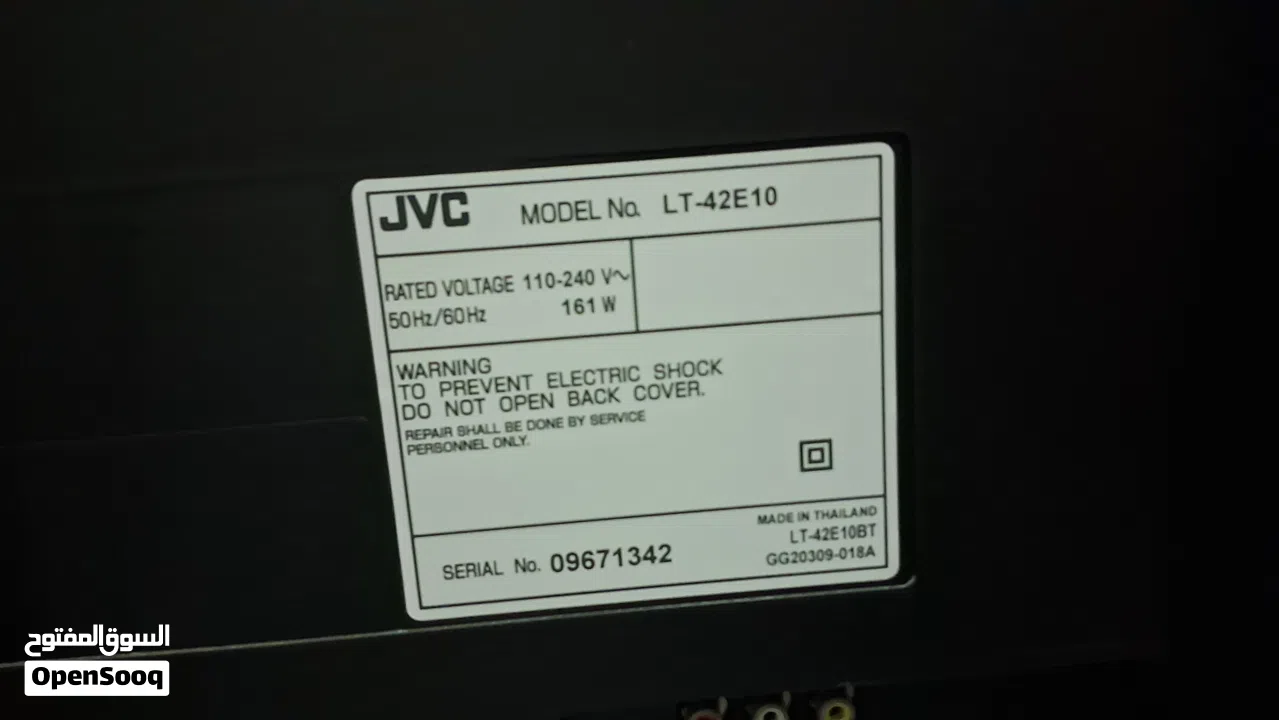 JVC MODEL No. LT-42E10
RATED VOLTAGE 110-240 V~
50Hz/60Hz 161 W
WARNING
TO PREVENT ELECTRIC SHOCK
DO NOT OPEN BACK COVER.
REPAIR SHALL BE DONE BY SERVICE
PERSONNEL ONLY.
MADE IN THAILAND
LT-42E10BT
SERIAL No. 09671342
GG20309-018A
السوق المفتوح
OpenSooq